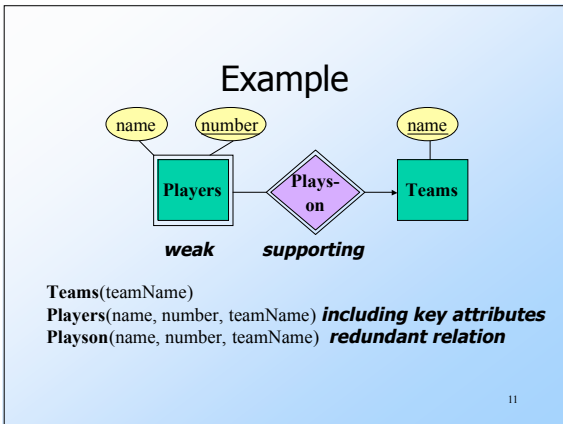 Example
name
number
name
Players
Plays-
on
Teams
weak
supporting
Teams(teamName)
Players(name, number, teamName) including key attributes
Playson(name, number, teamName) redundant relation
11